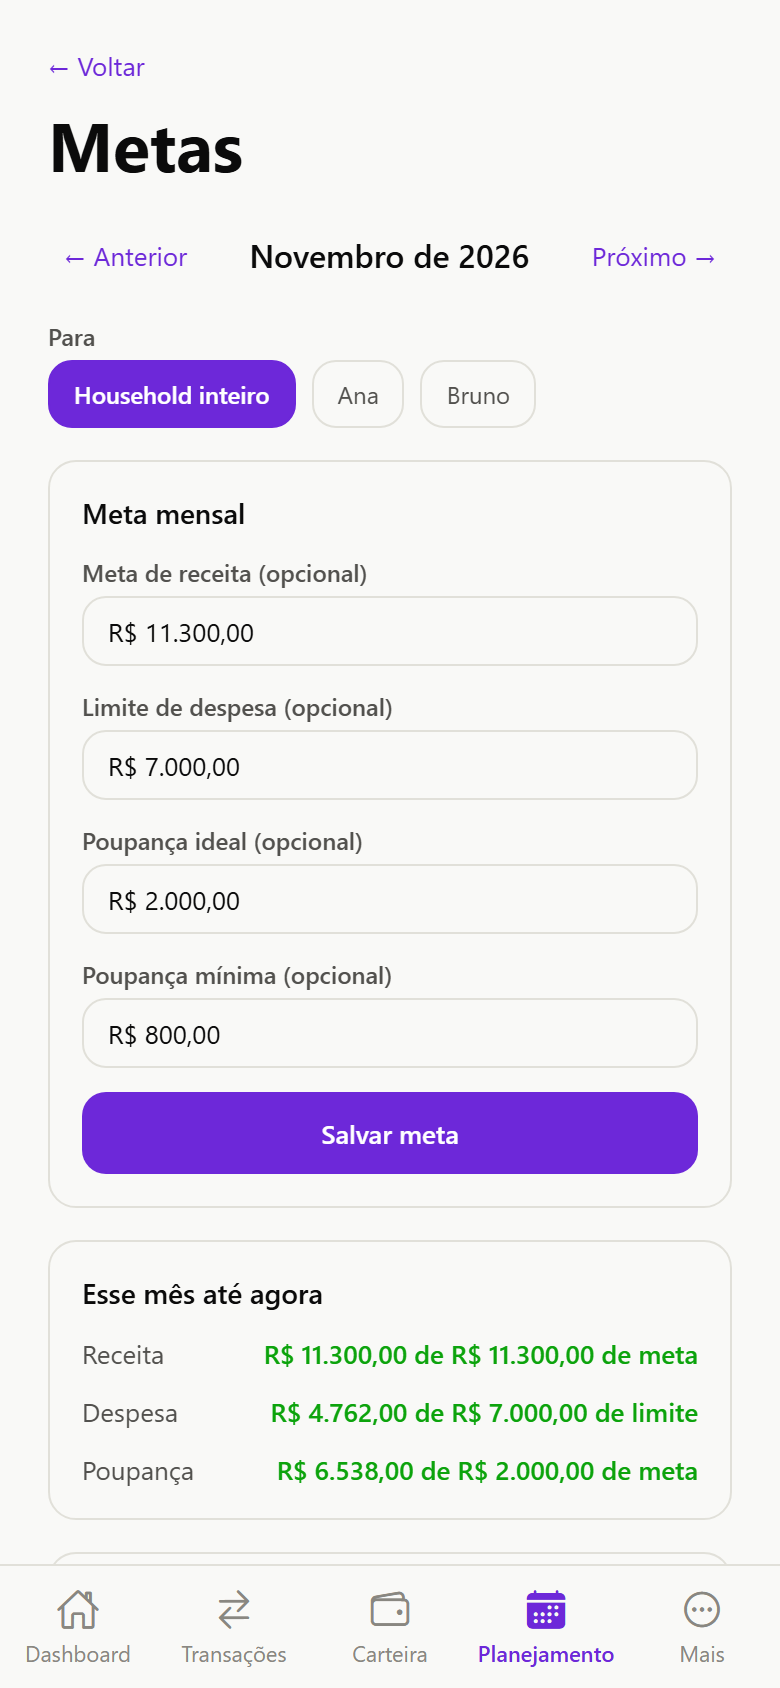 ← Voltar
Metas
← Anterior Novembro de 2026 Próximo →
Para
Household inteiro Ana Bruno
Meta mensal
Meta de receita (opcional)
R$ 11.300,00
Limite de despesa (opcional)
R$ 7.000,00
Poupança ideal (opcional)
R$ 2.000,00
Poupança mínima (opcional)
R$ 800,00
Salvar meta
Esse mês até agora
Receita R$ 11.300,00 de R$ 11.300,00 de meta
Despesa R$ 4.762,00 de R$ 7.000,00 de limite
Poupança R$ 6.538,00 de R$ 2.000,00 de meta
Dashboard Transações Carteira Planejamento Mais